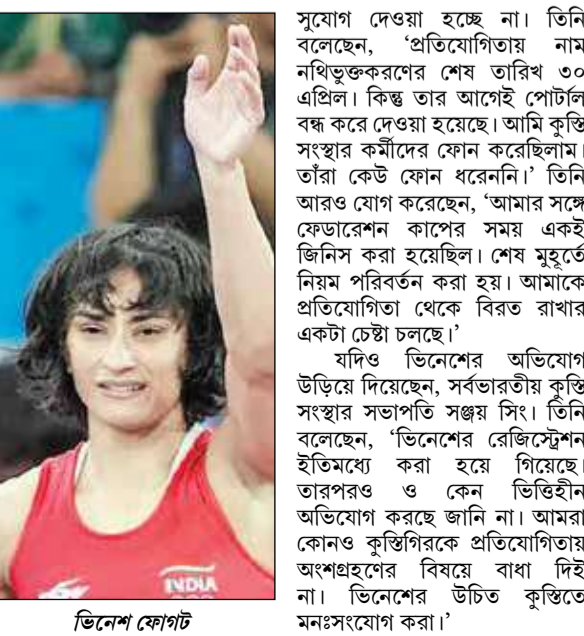 সুযোগ দেওয়া হচ্ছে না। তিনি
বলেছেন, ‘প্রতিযোগিতায় নাম
নথিভুক্তকরণের শেষ তারিখ ৩০
এপ্রিল। কিন্তু তার আগেই পোর্টাল
বন্ধ করে দেওয়া হয়েছে। আমি কুস্তি
সংস্থার কর্মীদের ফোন করেছিলাম।
তাঁরা কেউ ফোন ধরেননি।’ তিনি
আরও যোগ করেছেন, ‘আমার সঙ্গে
ফেডারেশন কাপের সময় একই
জিনিস করা হয়েছিল। শেষ মুহূর্তে
নিয়ম পরিবর্তন করা হয়। আমাকে
প্রতিযোগিতা থেকে বিরত রাখার
একটা চেষ্টা চলছে।’
যদিও ভিনেশের অভিযোগ
উড়িয়ে দিয়েছেন, সর্বভারতীয় কুস্তি
সংস্থার সভাপতি সঞ্জয় সিং। তিনি
বলেছেন, ‘ভিনেশের রেজিস্ট্রেশন
ইতিমধ্যে করা হয়ে গিয়েছে।
তারপরও ও কেন ভিত্তিহীন
অভিযোগ করছে জানি না। আমরা
কোনও কুস্তিগিরকে প্রতিযোগিতায়
অংশগ্রহণের বিষয়ে বাধা দিই
না। ভিনেশের উচিত কুস্তিতে
মনঃসংযোগ করা।’
INDIA
ভিনেশ ফোগট